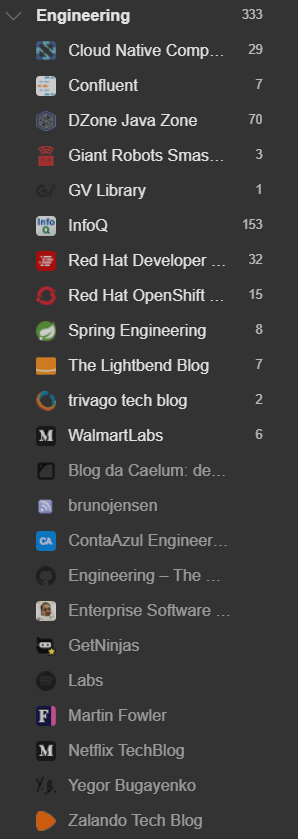 Engineering 333
Cloud Native Comp... 29
Confluent 7
DZone Java Zone 70
Giant Robots Smas... 3
GV Library 1
InfoQ 153
Red Hat Developer ... 32
Red Hat OpenShift ... 15
Spring Engineering 8
The Lightbend Blog 7
trivago tech blog 2
M WalmartLabs 6
Blog da Caelum: de...
brunojensen
CA ContaAzul Engineer...
Engineering – The ...
Enterprise Software ...
GetNinjas
Labs
F Martin Fowler
M Netflix TechBlog
Y.B. Yegor Bugayenko
Zalando Tech Blog